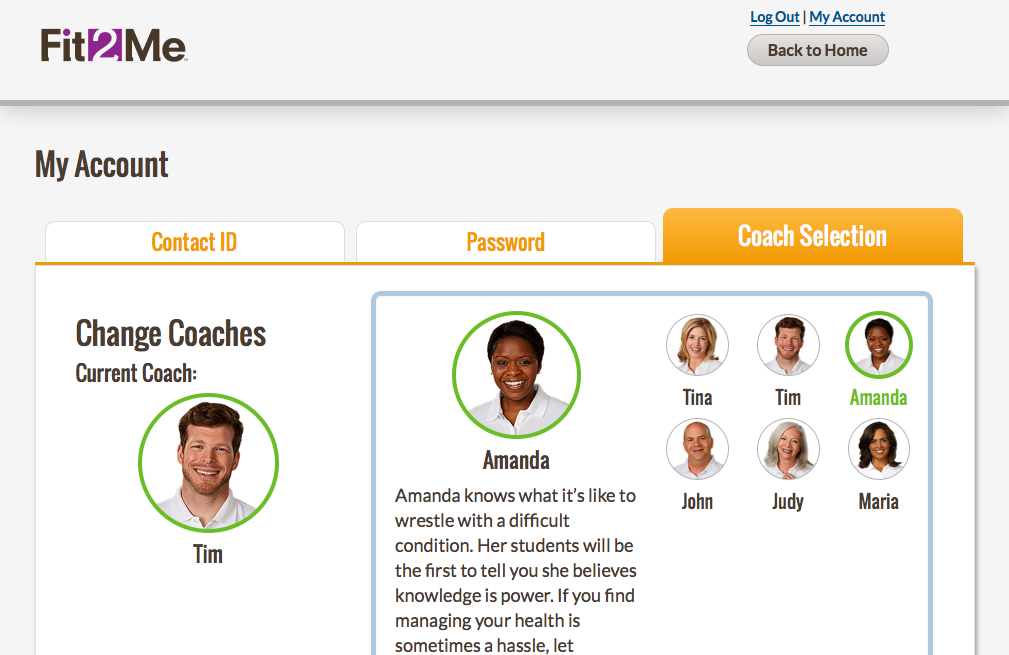 Log Out | My Account
Fit2Me
Back to Home
My Account
Contact ID
Password
Coach Selection
Change Coaches
Current Coach:
Tim
Amanda
Amanda knows what it's like to
wrestle with a difficult
condition. Her students will be
the first to tell you she believes
knowledge is power. If you find
managing your health is
sometimes a hassle, let
Tina
Tim
Amanda
John
Judy
Maria